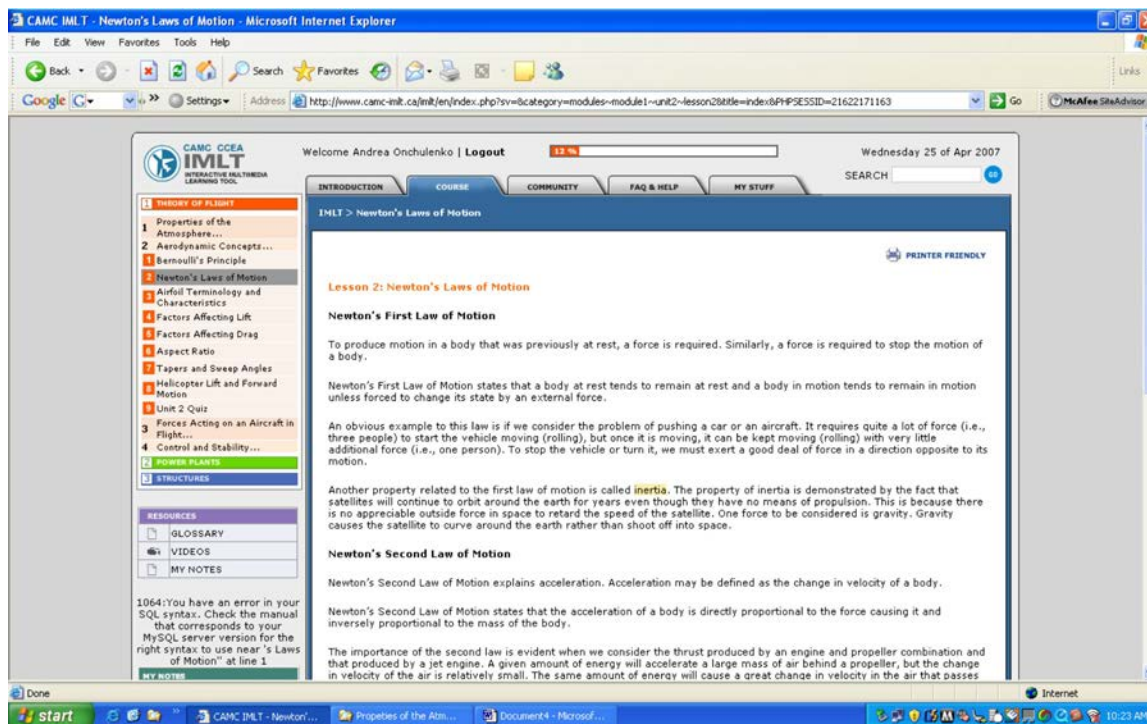 CAMC IMLT - Newton's Laws of Motion - Microsoft Internet Explorer
File Edit View Favorites Tools Help
Back Search Favorites
Links
Google Settings Address http://www.camc-imlt.ca/imlt/en/index.php?sv=&category=modules~module1~unit2~lesson2&title=index&PHPSESSID=21622171163 Go McAfee SiteAdvisor
CAMC CCEA
IMLT
INTERACTIVE MULTIMEDIA
LEARNING TOOL
Welcome Andrea Onchulenko | Logout
12 %
Wednesday 25 of Apr 2007
SEARCH GO
INTRODUCTION COURSE COMMUNITY FAQ & HELP MY STUFF
1 THEORY OF FLIGHT
1 Properties of the
Atmosphere...
2 Aerodynamic Concepts...
1 Bernoulli's Principle
2 Newton's Laws of Motion
3 Airfoil Terminology and
Characteristics
4 Factors Affecting Lift
5 Factors Affecting Drag
6 Aspect Ratio
7 Tapers and Sweep Angles
8 Helicopter Lift and Forward
Motion
9 Unit 2 Quiz
3 Forces Acting on an Aircraft in
Flight...
4 Control and Stability...
2 POWER PLANTS
3 STRUCTURES
RESOURCES
GLOSSARY
VIDEOS
MY NOTES
1064:You have an error in your
SQL syntax. Check the manual
that corresponds to your
MySQL server version for the
right syntax to use near 's Laws
of Motion" at line 1
MY NOTES
IMLT > Newton's Laws of Motion
PRINTER FRIENDLY
Lesson 2: Newton's Laws of Motion
Newton's First Law of Motion
To produce motion in a body that was previously at rest, a force is required. Similarly, a force is required to stop the motion of
a body.
Newton's First Law of Motion states that a body at rest tends to remain at rest and a body in motion tends to remain in motion
unless forced to change its state by an external force.
An obvious example to this law is if we consider the problem of pushing a car or an aircraft. It requires quite a lot of force (i.e.,
three people) to start the vehicle moving (rolling), but once it is moving, it can be kept moving (rolling) with very little
additional force (i.e., one person). To stop the vehicle or turn it, we must exert a good deal of force in a direction opposite to its
motion.
Another property related to the first law of motion is called inertia. The property of inertia is demonstrated by the fact that
satellites will continue to orbit around the earth for years even though they have no means of propulsion. This is because there
is no appreciable outside force in space to retard the speed of the satellite. One force to be considered is gravity. Gravity
causes the satellite to curve around the earth rather than shoot off into space.
Newton's Second Law of Motion
Newton's Second Law of Motion explains acceleration. Acceleration may be defined as the change in velocity of a body.
Newton's Second Law of Motion states that the acceleration of a body is directly proportional to the force causing it and
inversely proportional to the mass of the body.
The importance of the second law is evident when we consider the thrust produced by an engine and propeller combination and
that produced by a jet engine. A given amount of energy will accelerate a large mass of air behind a propeller, but the change
in velocity of the air is relatively small. The same amount of energy will cause a great change in velocity in the air that passes
Done
Internet
start
CAMC IMLT - Newton'...
Propeties of the Atm...
Document4 - Microsof...
10:23 AM